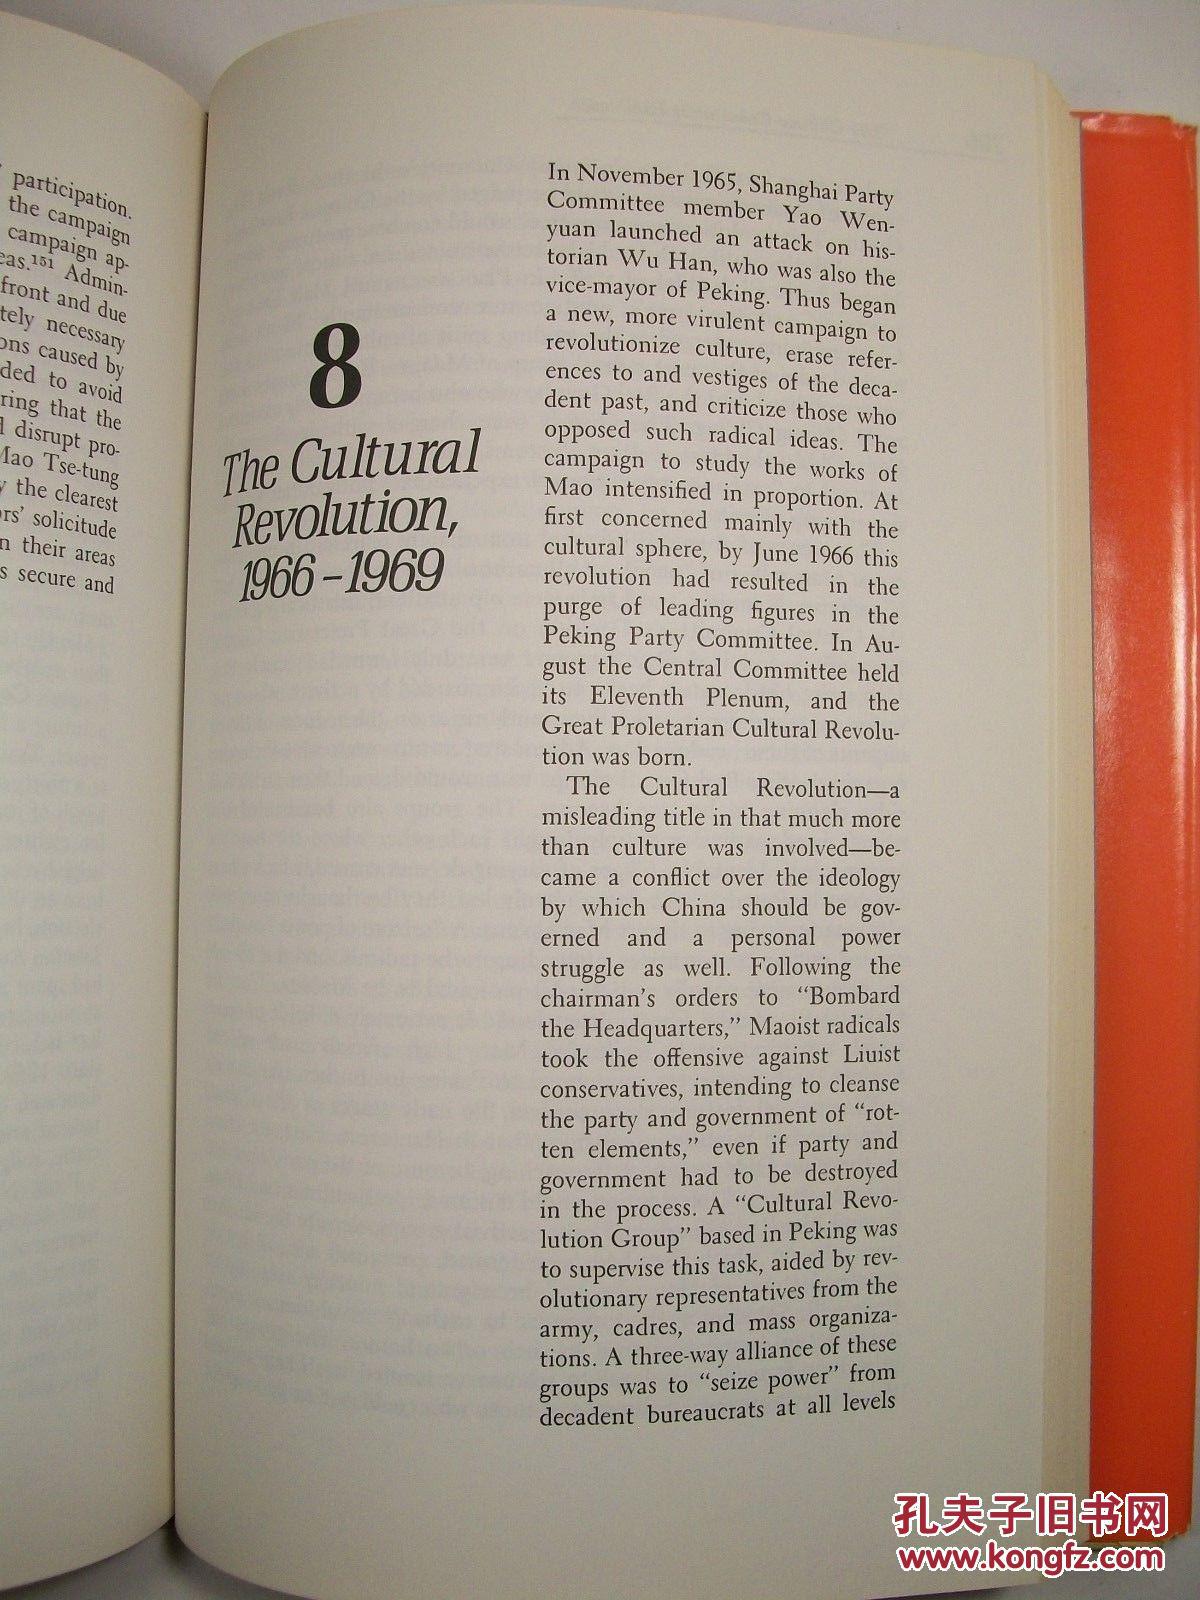 participation.
the campaign
campaign ap-
eas.¹⁵¹ Admin-
front and due
tely necessary
ons caused by
ded to avoid
ring that the
disrupt pro-
Mao Tse-tung
y the clearest
ors' solicitude
n their areas
s secure and
8
The Cultural
Revolution,
1966–1969
In November 1965, Shanghai Party
Committee member Yao Wen-
yuan launched an attack on his-
torian Wu Han, who was also the
vice-mayor of Peking. Thus began
a new, more virulent campaign to
revolutionize culture, erase refer-
ences to and vestiges of the deca-
dent past, and criticize those who
opposed such radical ideas. The
campaign to study the works of
Mao intensified in proportion. At
first concerned mainly with the
cultural sphere, by June 1966 this
revolution had resulted in the
purge of leading figures in the
Peking Party Committee. In Au-
gust the Central Committee held
its Eleventh Plenum, and the
Great Proletarian Cultural Revolu-
tion was born.
The Cultural Revolution—a
misleading title in that much more
than culture was involved—be-
came a conflict over the ideology
by which China should be gov-
erned and a personal power
struggle as well. Following the
chairman's orders to “Bombard
the Headquarters,” Maoist radicals
took the offensive against Liuist
conservatives, intending to cleanse
the party and government of “rot-
ten elements,” even if party and
government had to be destroyed
in the process. A “Cultural Revo-
lution Group” based in Peking was
to supervise this task, aided by rev-
olutionary representatives from the
army, cadres, and mass organiza-
tions. A three-way alliance of these
groups was to “seize power” from
decadent bureaucrats at all levels
孔夫子旧书网
www.kongfz.com